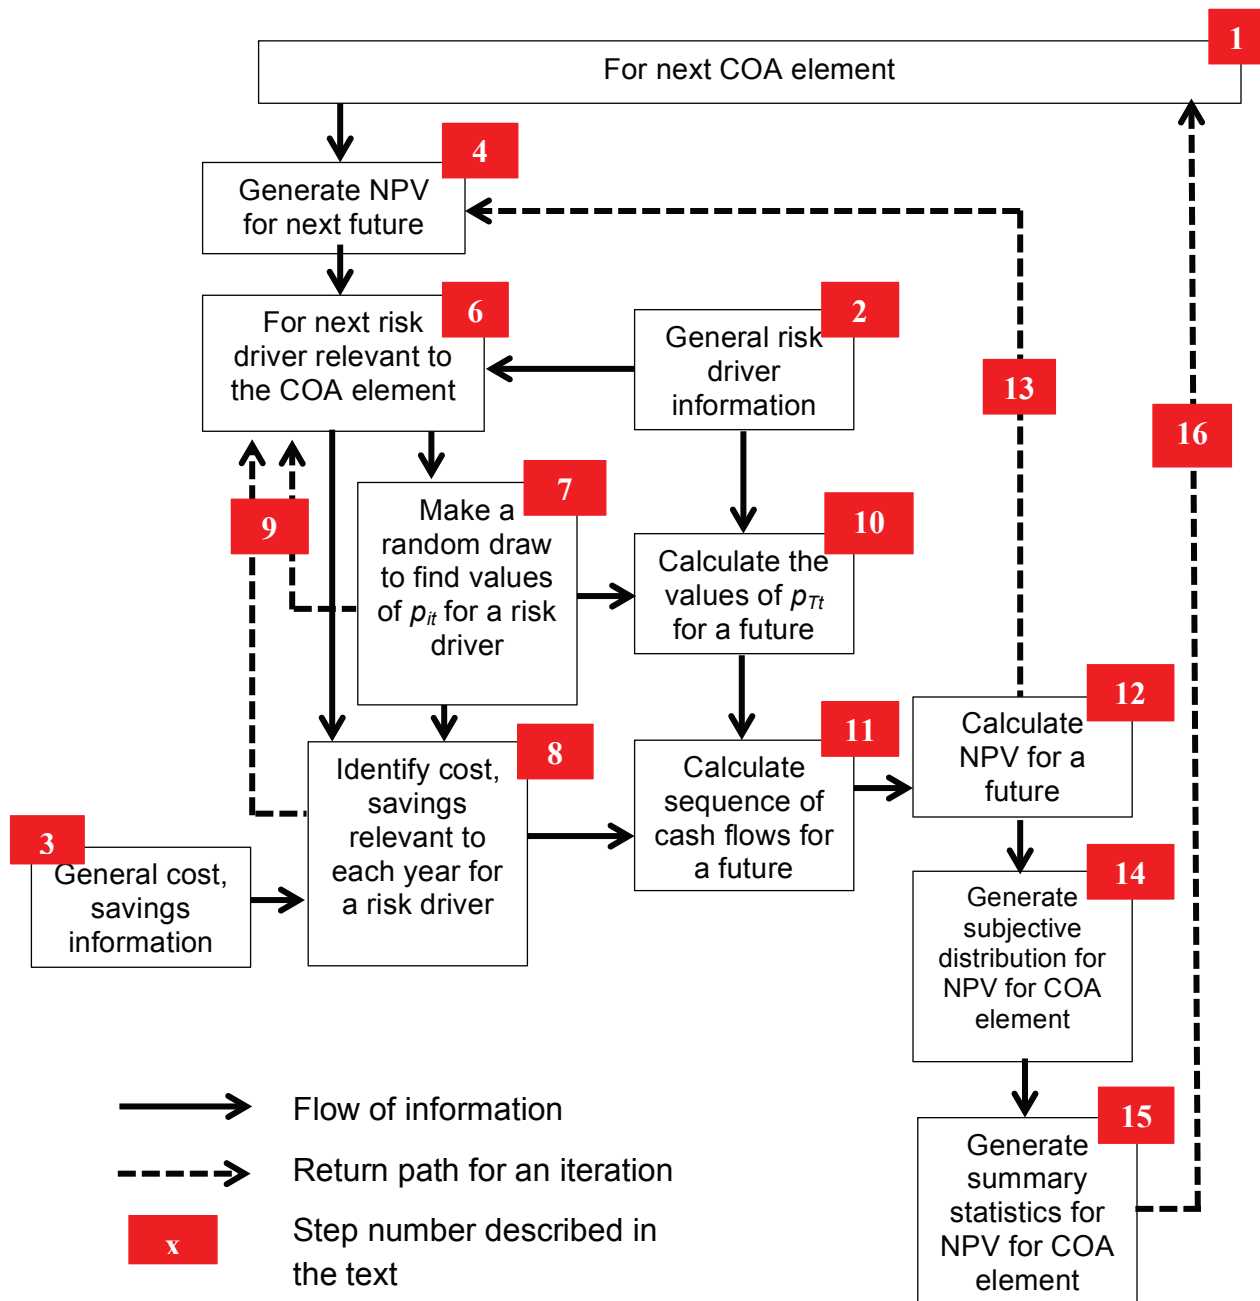 1
For next COA element
4
Generate NPV
for next future
6
For next risk
driver relevant to
the COA element
2
General risk
driver
information
13
16
9
7
Make a
random draw
to find values
of pit for a risk
driver
10
Calculate the
values of pTt
for a future
8
Identify cost,
savings
relevant to
each year for
a risk driver
11
Calculate
sequence of
cash flows for
a future
12
Calculate
NPV for a
future
3
General cost,
savings
information
14
Generate
subjective
distribution for
NPV for COA
element
15
Generate
summary
statistics for
NPV for COA
element
Flow of information
Return path for an iteration
x
Step number described in
the text